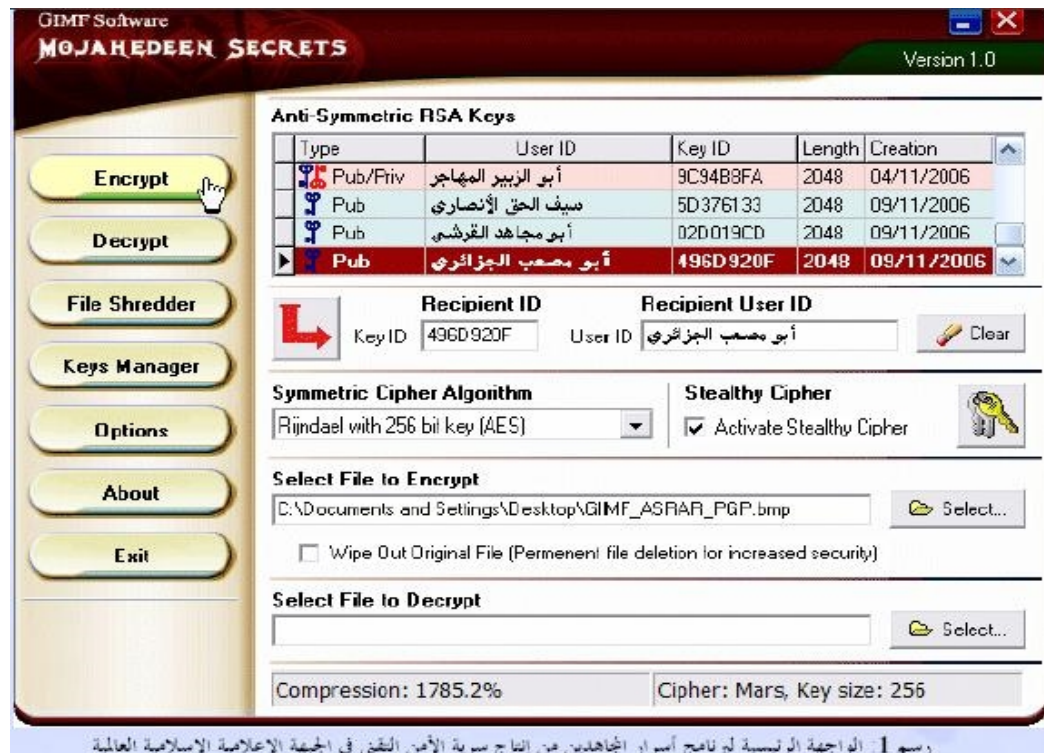 GIMF Software
MOJAHEDEEN SECRETS
Version 1.0
Encrypt
Decrypt
File Shredder
Keys Manager
Options
About
Exit
Anti-Symmetric RSA Keys
Type User ID Key ID Length Creation
Pub/Priv أبو الزبير المهاجر 9C94B8FA 2048 04/11/2006
Pub سيف الحق الأنصاري 5D376133 2048 09/11/2006
Pub أبو مجاهد القرشي 02D019CD 2048 09/11/2006
Pub أبو مصعب الجزائري 496D920F 2048 09/11/2006
Recipient ID Recipient User ID
Key ID 496D920F User ID أبو مصعب الجزائري Clear
Symmetric Cipher Algorithm Stealthy Cipher
Rijndael with 256 bit key (AES) Activate Stealthy Cipher
Select File to Encrypt
C:\Documents and Settings\Desktop\GIMF_ASRAR_PGP.bmp Select...
Wipe Out Original File (Permenent file deletion for increased security)
Select File to Decrypt
Select...
Compression: 1785.2% Cipher: Mars, Key size: 256
رسم 1: الواجهة الرئيسية لبرنامج أسرار المجاهدين من إنتاج سرية الأمن التقني في الجبهة الإعلامية الإسلامية العالمية